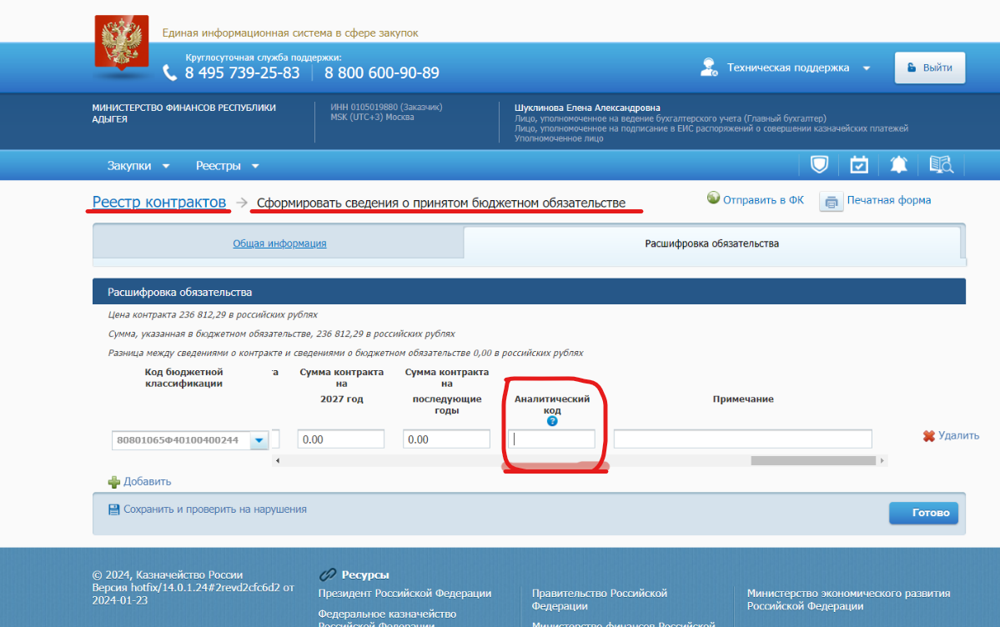 Единая информационная система в сфере закупок
Круглосуточная служба поддержки:
8 495 739-25-83 8 800 600-90-89
Техническая поддержка
Выйти
МИНИСТЕРСТВО ФИНАНСОВ РЕСПУБЛИКИ
АДЫГЕЯ
ИНН 0105019880 (Заказчик)
MSK (UTC+3) Москва
Шуклинова Елена Александровна
Лицо, уполномоченное на ведение бухгалтерского учета (Главный бухгалтер)
Лицо, уполномоченное на подписание в ЕИС распоряжений о совершении казначейских платежей
Уполномоченное лицо
Закупки Реестры
Реестр контрактов Сформировать сведения о принятом бюджетном обязательстве
Отправить в ФК Печатная форма
Общая информация Расшифровка обязательства
Расшифровка обязательства
Цена контракта 236 812,29 в российских рублях
Сумма, указанная в бюджетном обязательстве, 236 812,29 в российских рублях
Разница между сведениями о контракте и сведениями о бюджетном обязательстве 0,00 в российских рублях
Код бюджетной
классификации
та
Сумма контракта
на
2027 год
Сумма контракта
на
последующие
годы
Аналитический
код
?
Примечание
80801065Ф40100400244 0.00 0.00
Удалить
Добавить
Сохранить и проверить на нарушения
Готово
© 2024, Казначейство России
Версия hotfix/14.0.1.24#2revd2cfc6d2 от
2024-01-23
Ресурсы
Президент Российской Федерации
Федеральное казначейство
Российской Федерации
Правительство Российской
Федерации
Министерство финансов Российской
Министерство экономического развития
Российской Федерации